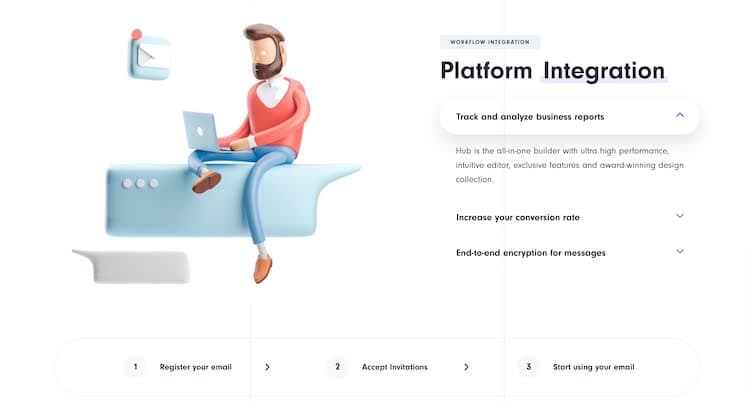 WORKFLOW INTEGRATION
Platform Integration
Track and analyze business reports
Hub is the all-in-one builder with ultra high performance,
intuitive editor, exclusive features and award-winning design
collection.
Increase your conversion rate
End-to-end encryption for messages
1 Register your email
2 Accept Invitations
3 Start using your email